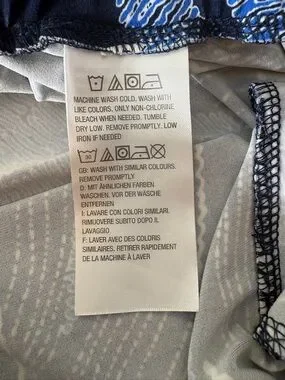 MACHINE WASH COLD, WASH WITH
LIKE COLORS, ONLY NON-CHLORINE
BLEACH WHEN NEEDED. TUMBLE
DRY LOW. REMOVE PROMPTLY. LOW
IRON IF NEEDED
30
GB: WASH WITH SIMILAR COLOURS.
REMOVE PROMPTLY
D: MIT ÄHNLICHEN FARBEN
WASCHEN. VOR DER WÄSCHE.
ENTFERNEN
I: LAVARE CON COLORI SIMILARI.
RIMUOVERE SUBITO DOPO IL
LAVAGGIO
F: LAVER AVEC DES COLORIS
SIMILAIRES, RETIRER RAPIDEMENT
DE LA MACHINE À LAVER